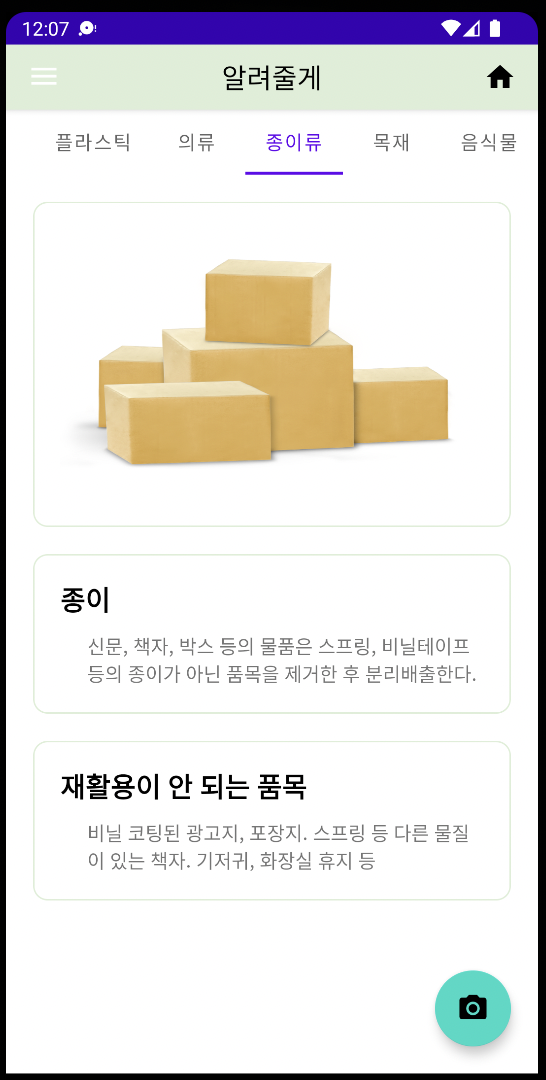 12:07
알려줄게
플라스틱 의류 종이류 목재 음식물
종이
신문, 책자, 박스 등의 물품은 스프링, 비닐테이프
등의 종이가 아닌 품목을 제거한 후 분리배출한다.
재활용이 안 되는 품목
비닐 코팅된 광고지, 포장지. 스프링 등 다른 물질
이 있는 책자. 기저귀, 화장실 휴지 등